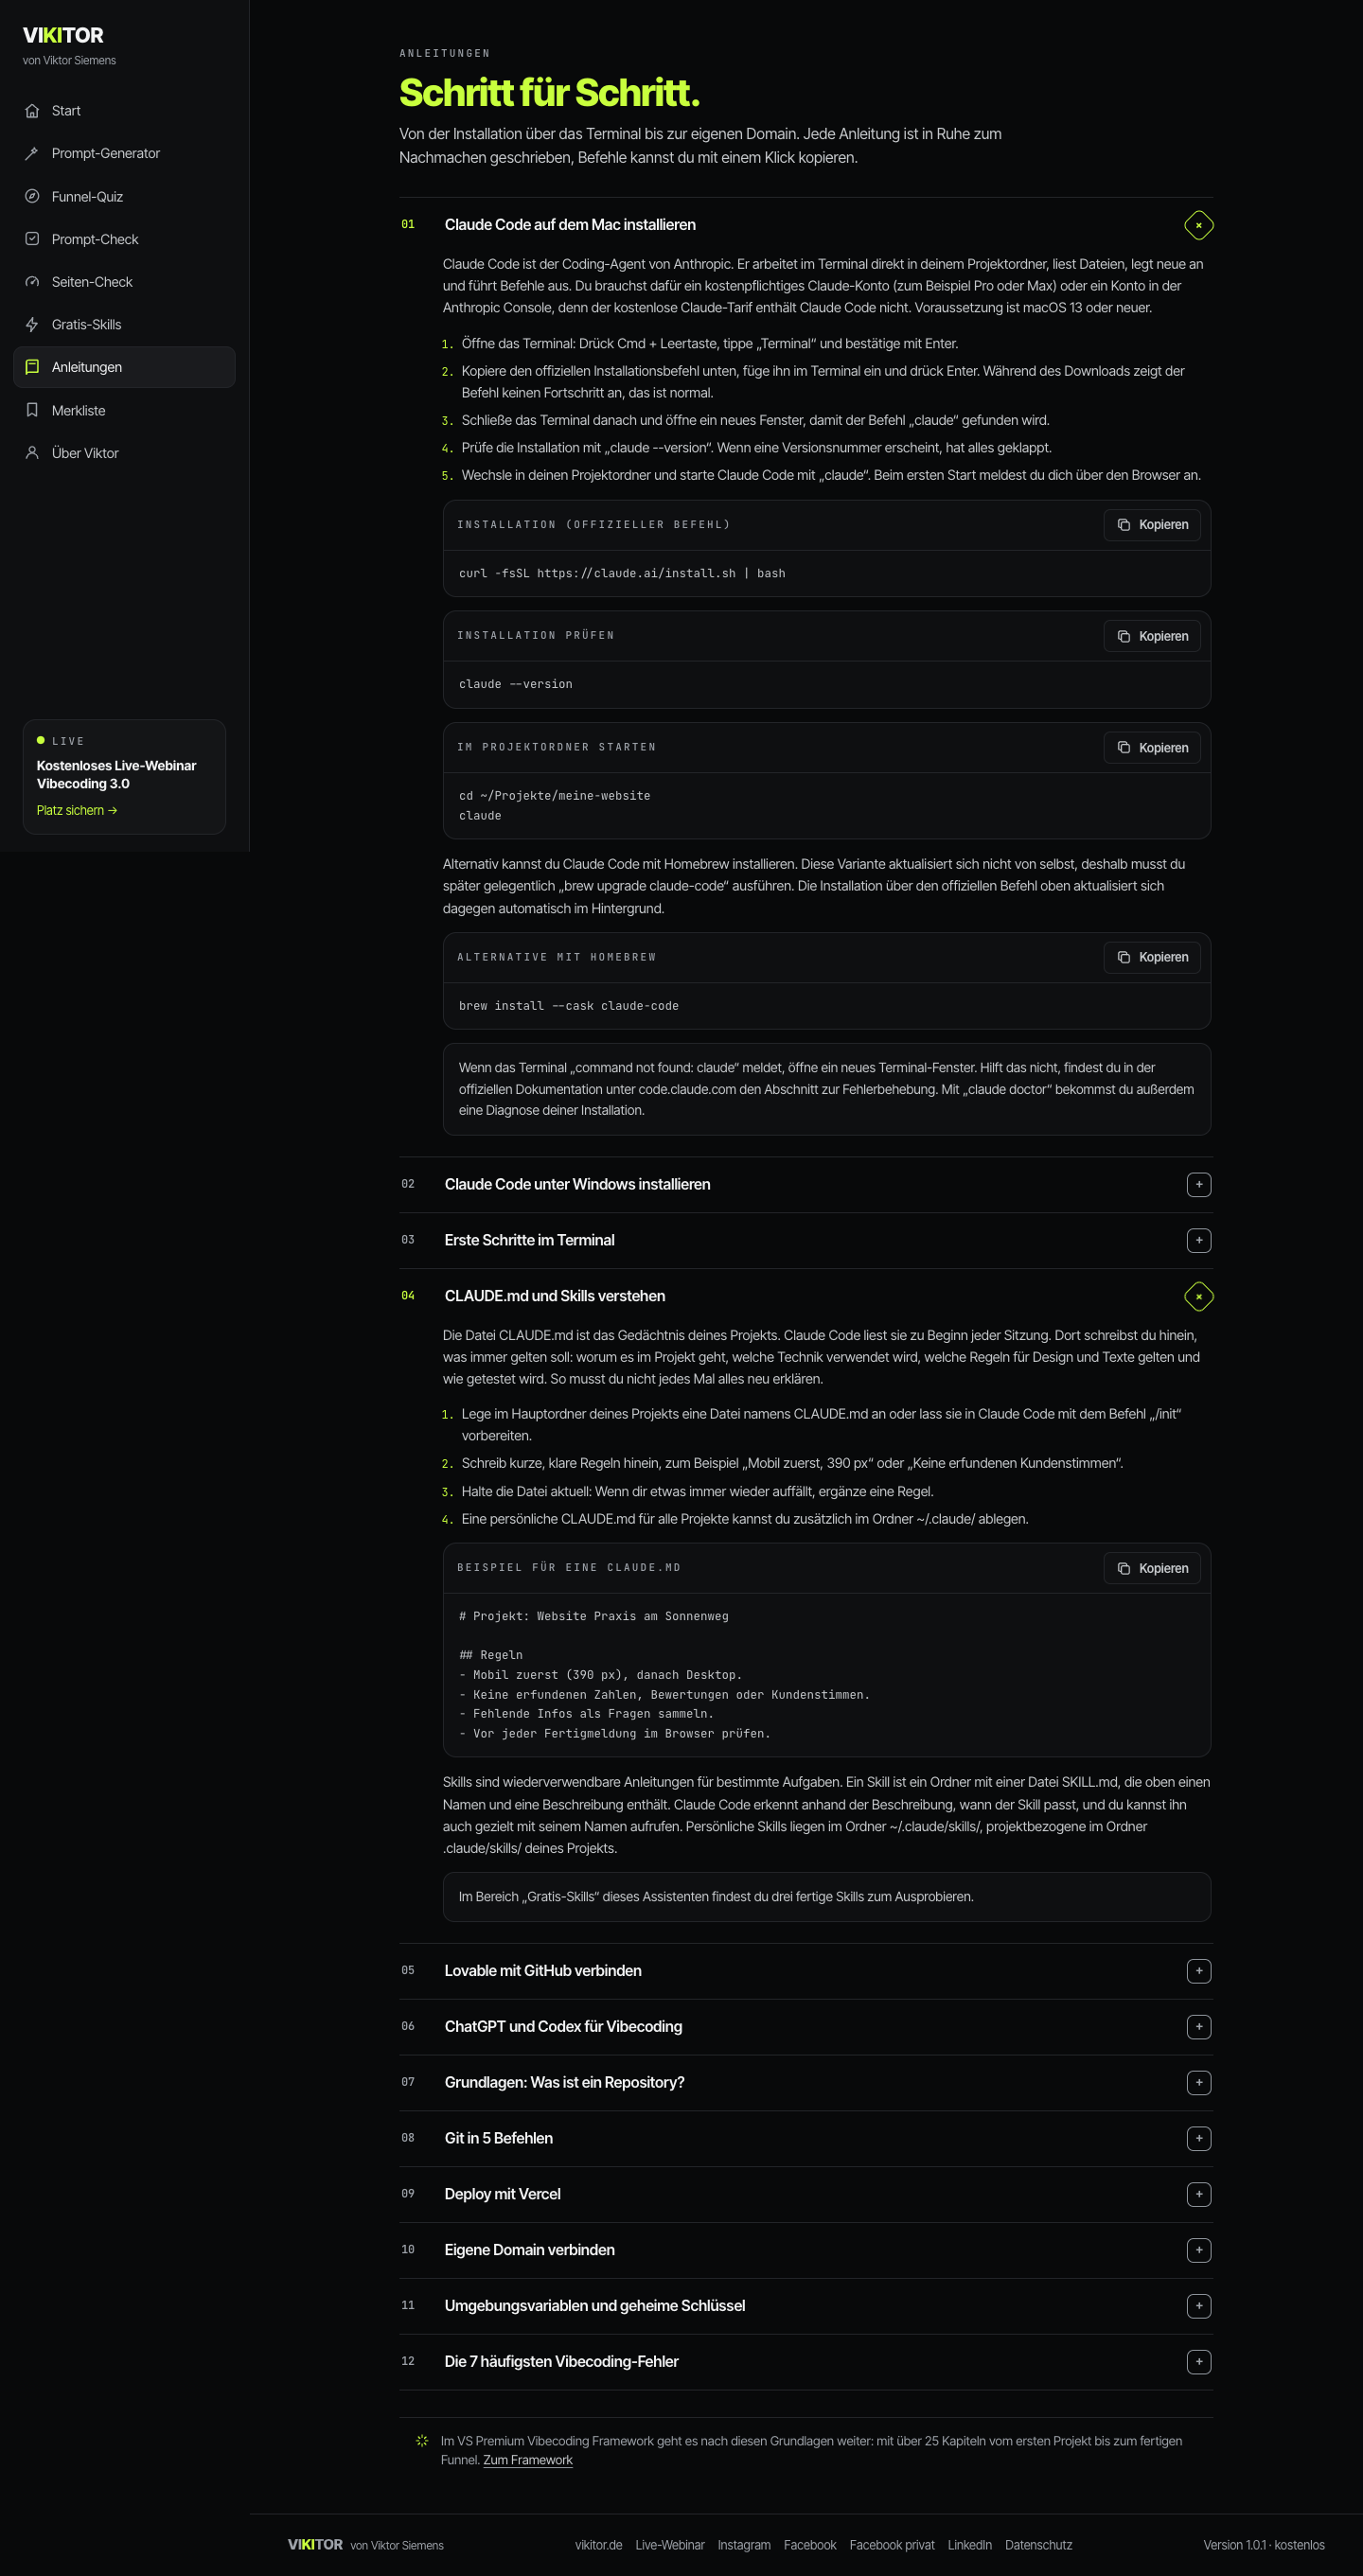 VIKITOR
von Viktor Siemens
Start
Prompt-Generator
Funnel-Quiz
Prompt-Check
Seiten-Check
Gratis-Skills
Anleitungen
Merkliste
Über Viktor
LIVE
Kostenloses Live-Webinar
Vibecoding 3.0
Platz sichern →
ANLEITUNGEN
Schritt für Schritt.
Von der Installation über das Terminal bis zur eigenen Domain. Jede Anleitung ist in Ruhe zum
Nachmachen geschrieben, Befehle kannst du mit einem Klick kopieren.
01 Claude Code auf dem Mac installieren
Claude Code ist der Coding-Agent von Anthropic. Er arbeitet im Terminal direkt in deinem Projektordner, liest Dateien, legt neue an
und führt Befehle aus. Du brauchst dafür ein kostenpflichtiges Claude-Konto (zum Beispiel Pro oder Max) oder ein Konto in der
Anthropic Console, denn der kostenlose Claude-Tarif enthält Claude Code nicht. Voraussetzung ist macOS 13 oder neuer.
1. Öffne das Terminal: Drück Cmd + Leertaste, tippe „Terminal“ und bestätige mit Enter.
2. Kopiere den offiziellen Installationsbefehl unten, füge ihn im Terminal ein und drück Enter. Während des Downloads zeigt der
Befehl keinen Fortschritt an, das ist normal.
3. Schließe das Terminal danach und öffne ein neues Fenster, damit der Befehl „claude“ gefunden wird.
4. Prüfe die Installation mit „claude --version“. Wenn eine Versionsnummer erscheint, hat alles geklappt.
5. Wechsle in deinen Projektordner und starte Claude Code mit „claude“. Beim ersten Start meldest du dich über den Browser an.
INSTALLATION (OFFIZIELLER BEFEHL) Kopieren
curl -fsSL https://claude.ai/install.sh | bash
INSTALLATION PRÜFEN Kopieren
claude --version
IM PROJEKTORDNER STARTEN Kopieren
cd ~/Projekte/meine-website
claude
Alternativ kannst du Claude Code mit Homebrew installieren. Diese Variante aktualisiert sich nicht von selbst, deshalb musst du
später gelegentlich „brew upgrade claude-code“ ausführen. Die Installation über den offiziellen Befehl oben aktualisiert sich
dagegen automatisch im Hintergrund.
ALTERNATIVE MIT HOMEBREW Kopieren
brew install --cask claude-code
Wenn das Terminal „command not found: claude“ meldet, öffne ein neues Terminal-Fenster. Hilft das nicht, findest du in der
offiziellen Dokumentation unter code.claude.com den Abschnitt zur Fehlerbehebung. Mit „claude doctor“ bekommst du außerdem
eine Diagnose deiner Installation.
02 Claude Code unter Windows installieren +
03 Erste Schritte im Terminal +
04 CLAUDE.md und Skills verstehen
Die Datei CLAUDE.md ist das Gedächtnis deines Projekts. Claude Code liest sie zu Beginn jeder Sitzung. Dort schreibst du hinein,
was immer gelten soll: worum es im Projekt geht, welche Technik verwendet wird, welche Regeln für Design und Texte gelten und
wie getestet wird. So musst du nicht jedes Mal alles neu erklären.
1. Lege im Hauptordner deines Projekts eine Datei namens CLAUDE.md an oder lass sie in Claude Code mit dem Befehl „/init“
vorbereiten.
2. Schreib kurze, klare Regeln hinein, zum Beispiel „Mobil zuerst, 390 px“ oder „Keine erfundenen Kundenstimmen“.
3. Halte die Datei aktuell: Wenn dir etwas immer wieder auffällt, ergänze eine Regel.
4. Eine persönliche CLAUDE.md für alle Projekte kannst du zusätzlich im Ordner ~/.claude/ ablegen.
BEISPIEL FÜR EINE CLAUDE.MD Kopieren
# Projekt: Website Praxis am Sonnenweg
## Regeln
- Mobil zuerst (390 px), danach Desktop.
- Keine erfundenen Zahlen, Bewertungen oder Kundenstimmen.
- Fehlende Infos als Fragen sammeln.
- Vor jeder Fertigmeldung im Browser prüfen.
Skills sind wiederverwendbare Anleitungen für bestimmte Aufgaben. Ein Skill ist ein Ordner mit einer Datei SKILL.md, die oben einen
Namen und eine Beschreibung enthält. Claude Code erkennt anhand der Beschreibung, wann der Skill passt, und du kannst ihn
auch gezielt mit seinem Namen aufrufen. Persönliche Skills liegen im Ordner ~/.claude/skills/, projektbezogene im Ordner
.claude/skills/ deines Projekts.
Im Bereich „Gratis-Skills“ dieses Assistenten findest du drei fertige Skills zum Ausprobieren.
05 Lovable mit GitHub verbinden +
06 ChatGPT und Codex für Vibecoding +
07 Grundlagen: Was ist ein Repository? +
08 Git in 5 Befehlen +
09 Deploy mit Vercel +
10 Eigene Domain verbinden +
11 Umgebungsvariablen und geheime Schlüssel +
12 Die 7 häufigsten Vibecoding-Fehler +
Im VS Premium Vibecoding Framework geht es nach diesen Grundlagen weiter: mit über 25 Kapiteln vom ersten Projekt bis zum fertigen
Funnel. Zum Framework
VIKITOR von Viktor Siemens vikitor.de Live-Webinar Instagram Facebook Facebook privat LinkedIn Datenschutz Version 1.0.1 · kostenlos